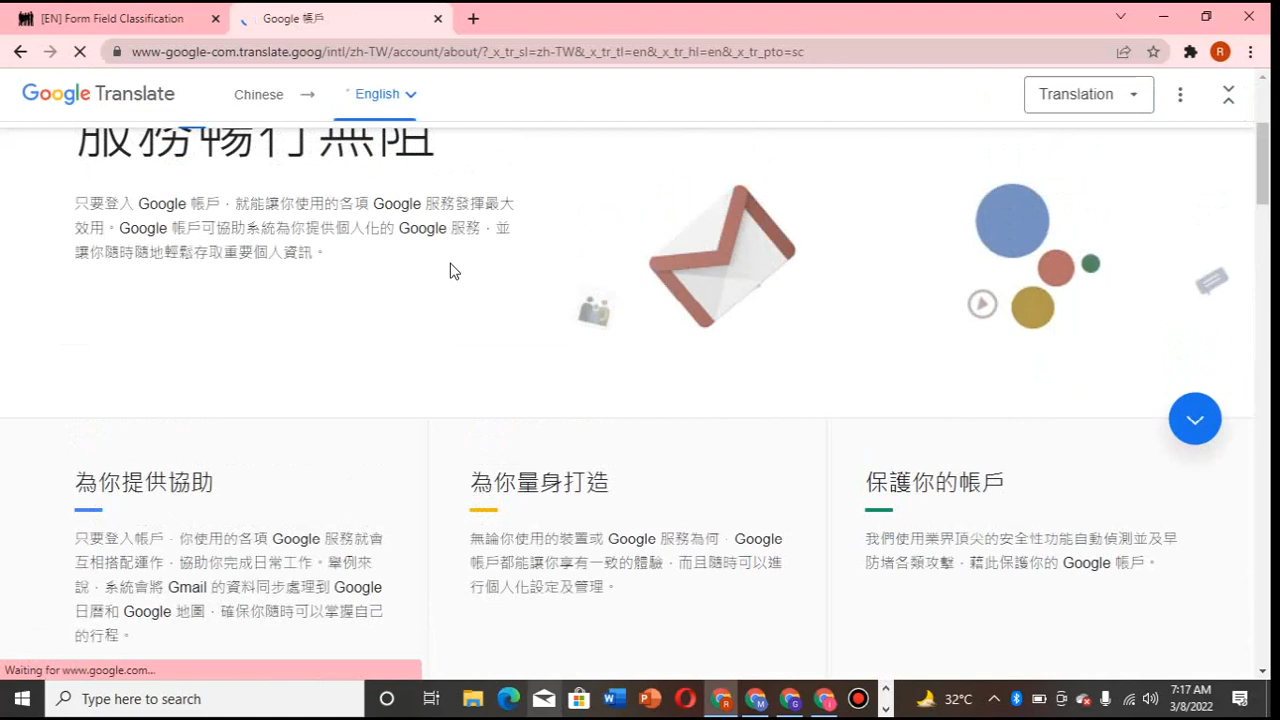 [EN] Form Field Classification
Google 帳戶
www-google-com.translate.goog/intl/zh-TW/account/about/?_x_tr_sl=zh-TW&_x_tr_tl=en&_x_tr_hl=en&_x_tr_pto=sc
R
Google Translate
Chinese → English
Translation
服務暢行無阻
只要登入 Google 帳戶，就能讓你使用的各項 Google 服務發揮最大
效用。Google 帳戶可協助系統為你提供個人化的 Google 服務，並
讓你隨時隨地輕鬆存取重要個人資訊。
為你提供協助
只要登入帳戶，你使用的各項 Google 服務就會
互相搭配運作，協助你完成日常工作。舉例來
說，系統會將 Gmail 的資料同步處理到 Google
日曆和 Google 地圖，確保你隨時可以掌握自己
的行程。
為你量身打造
無論你使用的裝置或 Google 服務為何，Google
帳戶都能讓你享有一致的體驗，而且隨時可以進
行個人化設定及管理。
保護你的帳戶
我們使用業界頂尖的安全性功能自動偵測並及早
防堵各類攻擊，藉此保護你的 Google 帳戶。
Waiting for www.google.com...
Type here to search
32°C
7:17 AM
3/8/2022